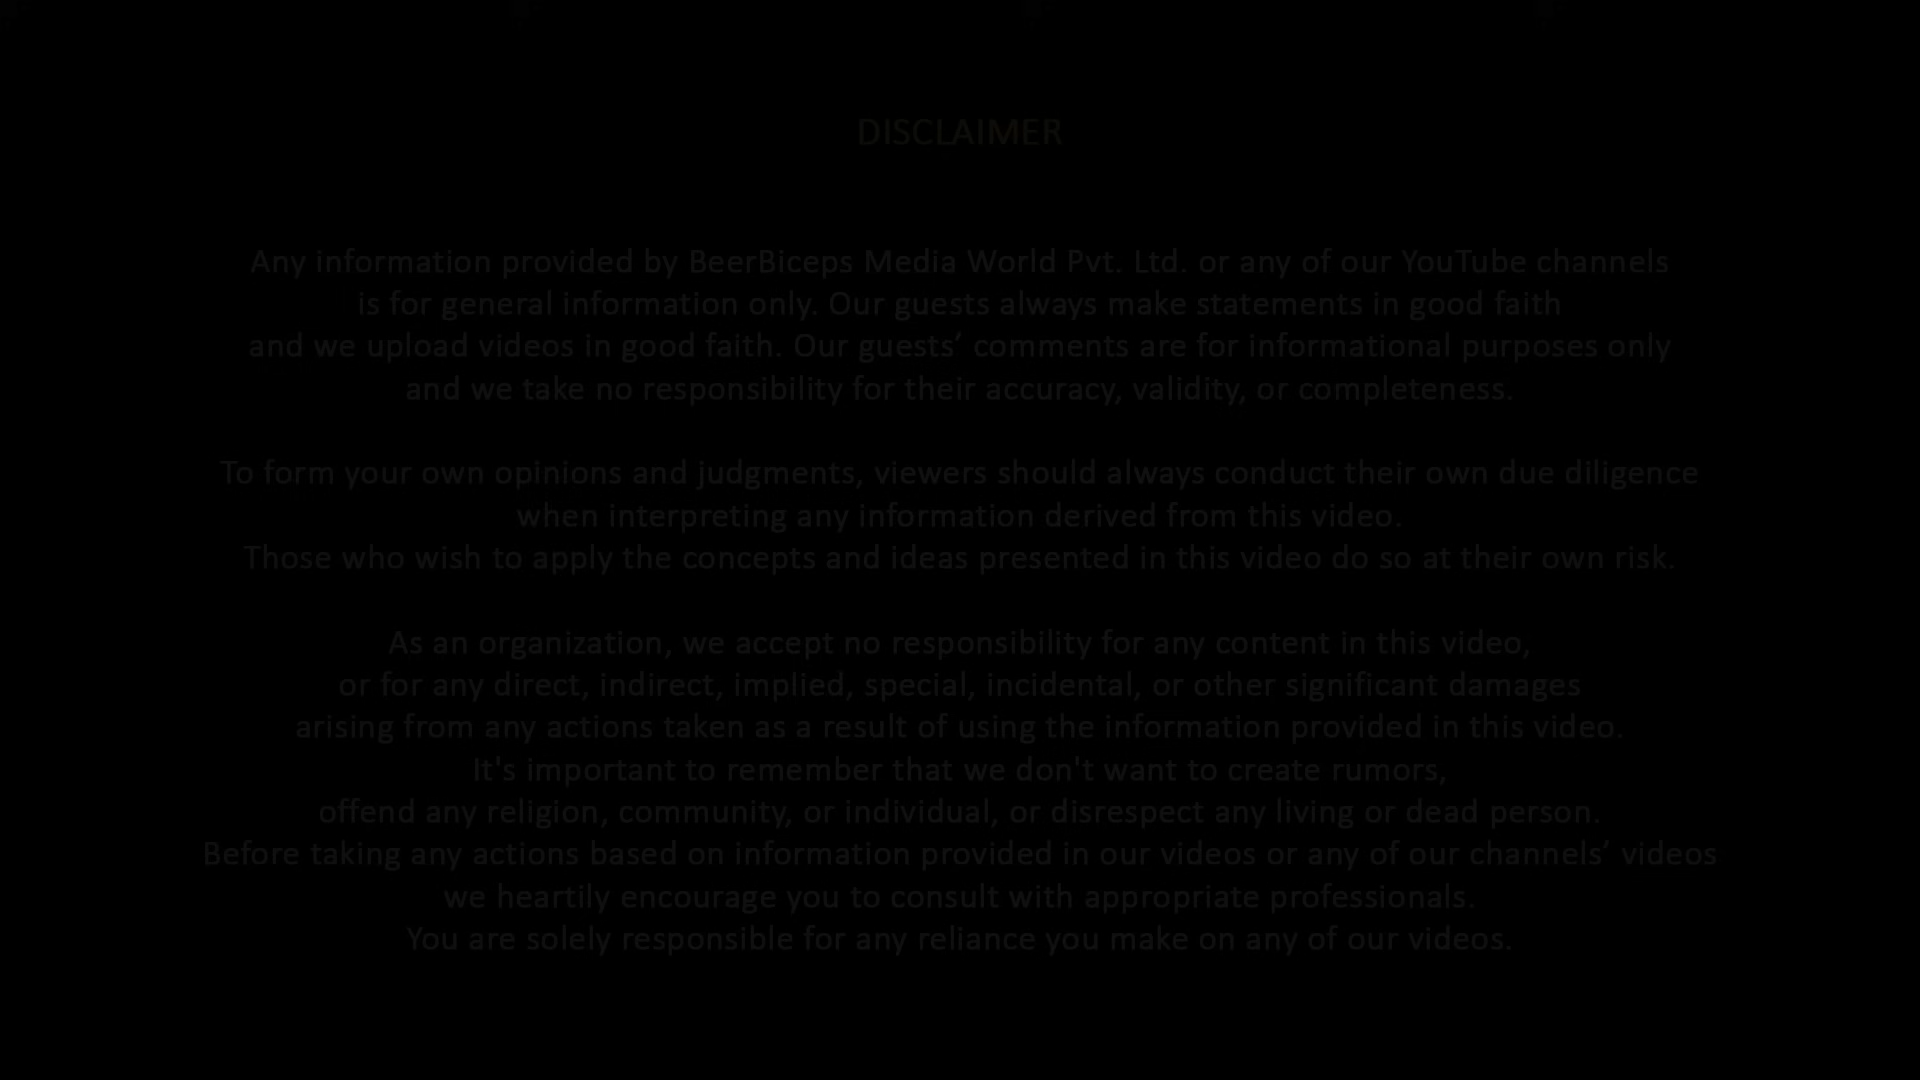 DISCLAIMER
Any information provided by BeerBiceps Media World Pvt. Ltd. or any of our YouTube channels
is for general information only. Our guests always make statements in good faith
and we upload videos in good faith. Our guests’ comments are for informational purposes only
and we take no responsibility for their accuracy, validity, or completeness.
To form your own opinions and judgments, viewers should always conduct their own due diligence
when interpreting any information derived from this video.
Those who wish to apply the concepts and ideas presented in this video do so at their own risk.
As an organization, we accept no responsibility for any content in this video,
or for any direct, indirect, implied, special, incidental, or other significant damages
arising from any actions taken as a result of using the information provided in this video.
It's important to remember that we don't want to create rumors,
offend any religion, community, or individual, or disrespect any living or dead person.
Before taking any actions based on information provided in our videos or any of our channels’ videos
we heartily encourage you to consult with appropriate professionals.
You are solely responsible for any reliance you make on any of our videos.